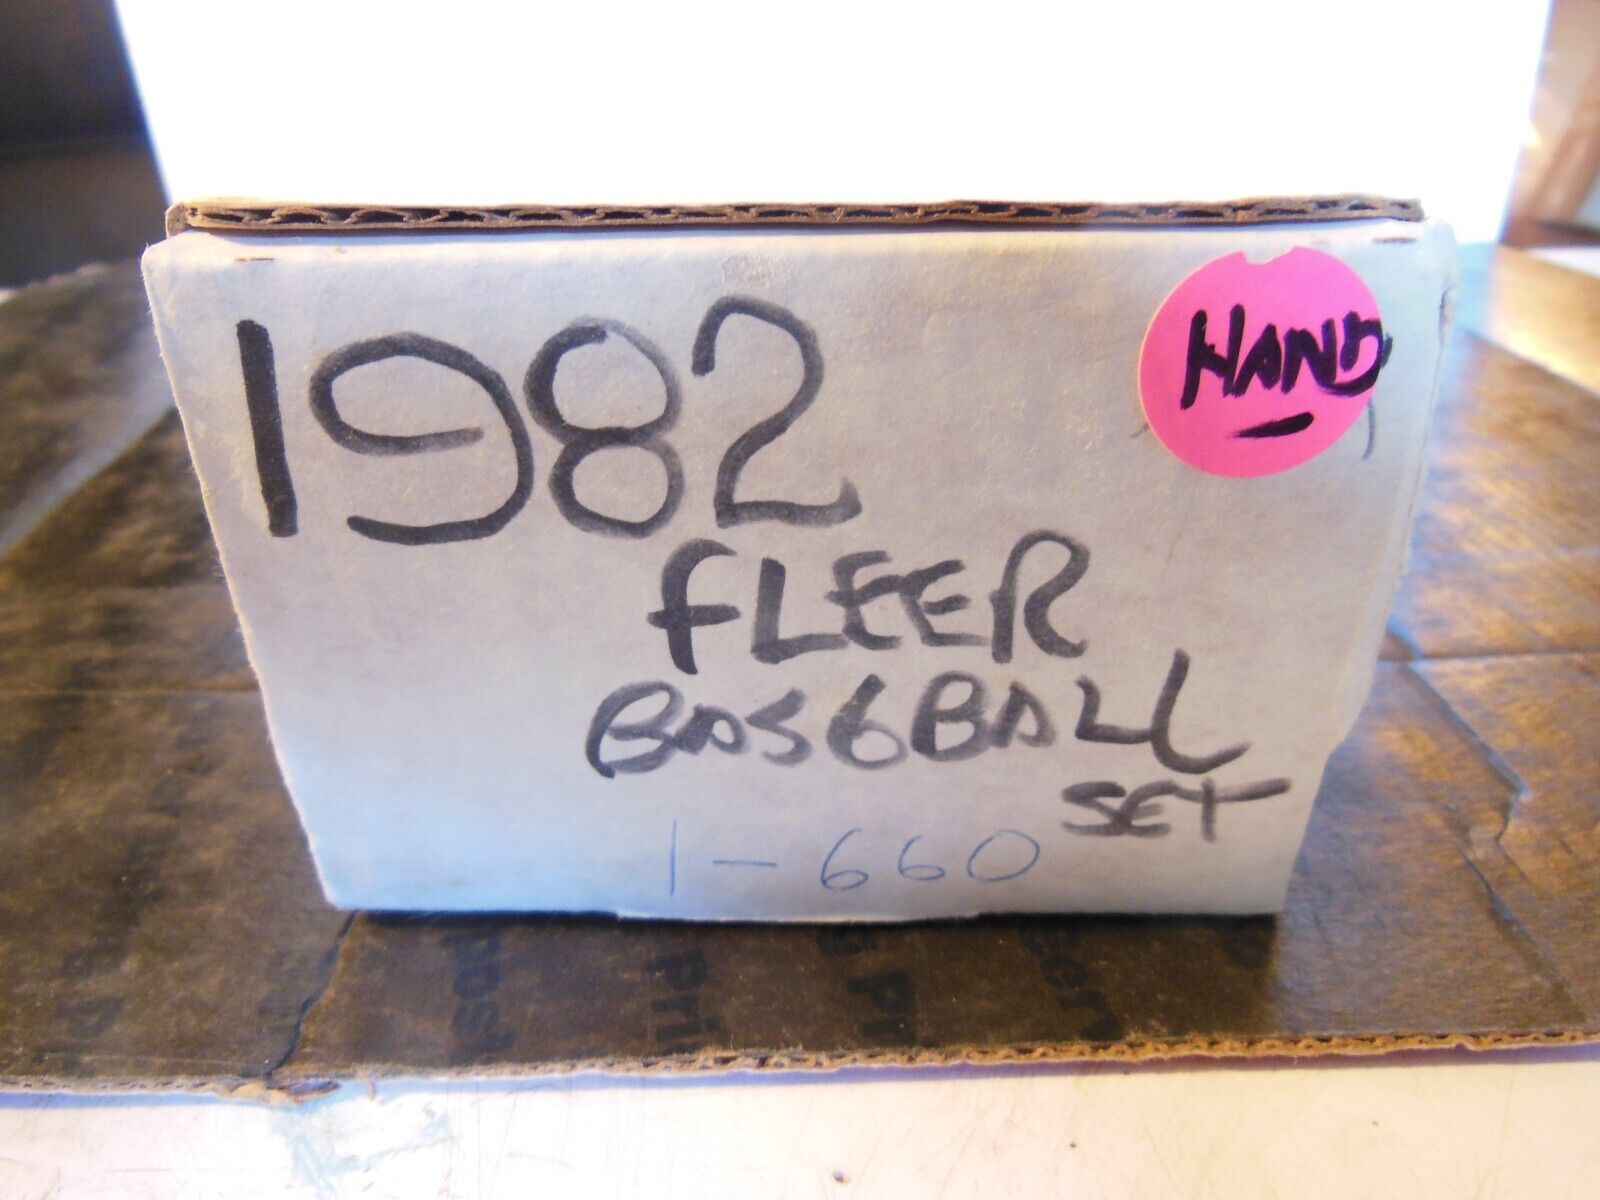 1982
HAND
FLEER
BASEBALL
SET
1-660